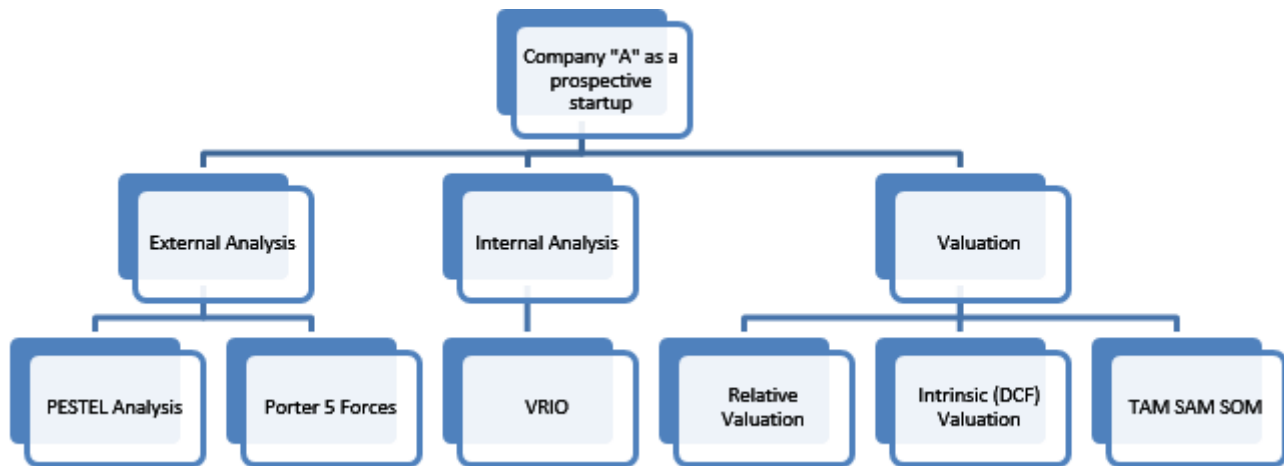 Company "A" as a
prospective
startup
External Analysis
Internal Analysis
Valuation
PESTEL Analysis
Porter 5 Forces
VRIO
Relative
Valuation
Intrinsic (DCF)
Valuation
TAM SAM SOM